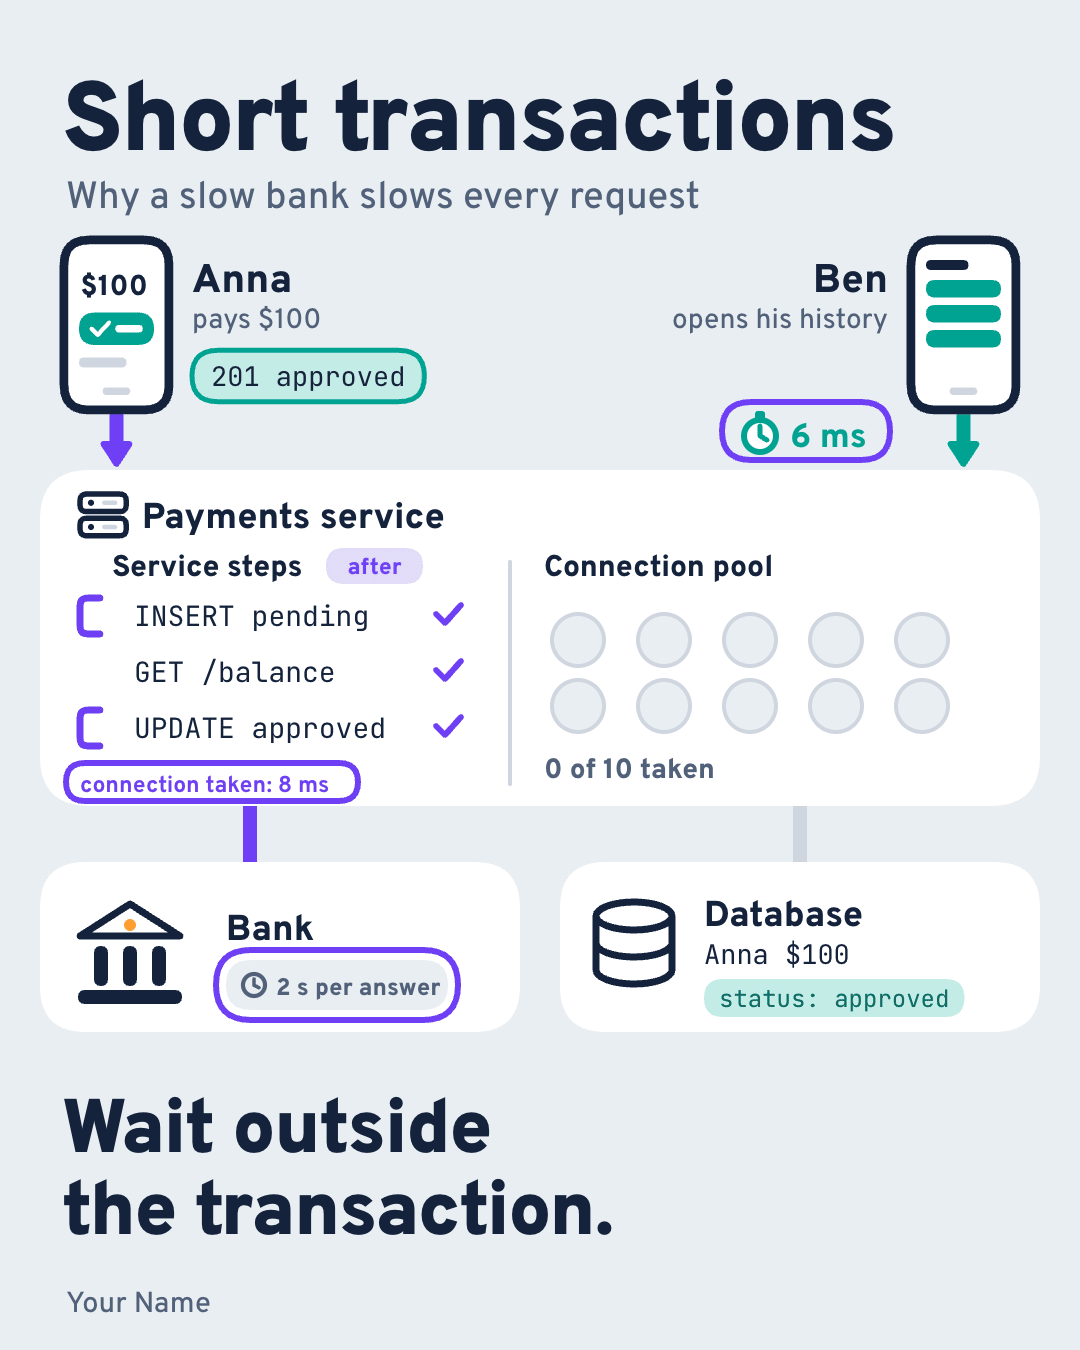 Short transactions
Why a slow bank slows every request
$100
Anna
pays $100
201 approved
Ben
opens his history
6 ms
Payments service
Service steps
after
INSERT pending
GET /balance
UPDATE approved
connection taken: 8 ms
Connection pool
0 of 10 taken
Bank
2 s per answer
Database
Anna $100
status: approved
Wait outside
the transaction.
Your Name